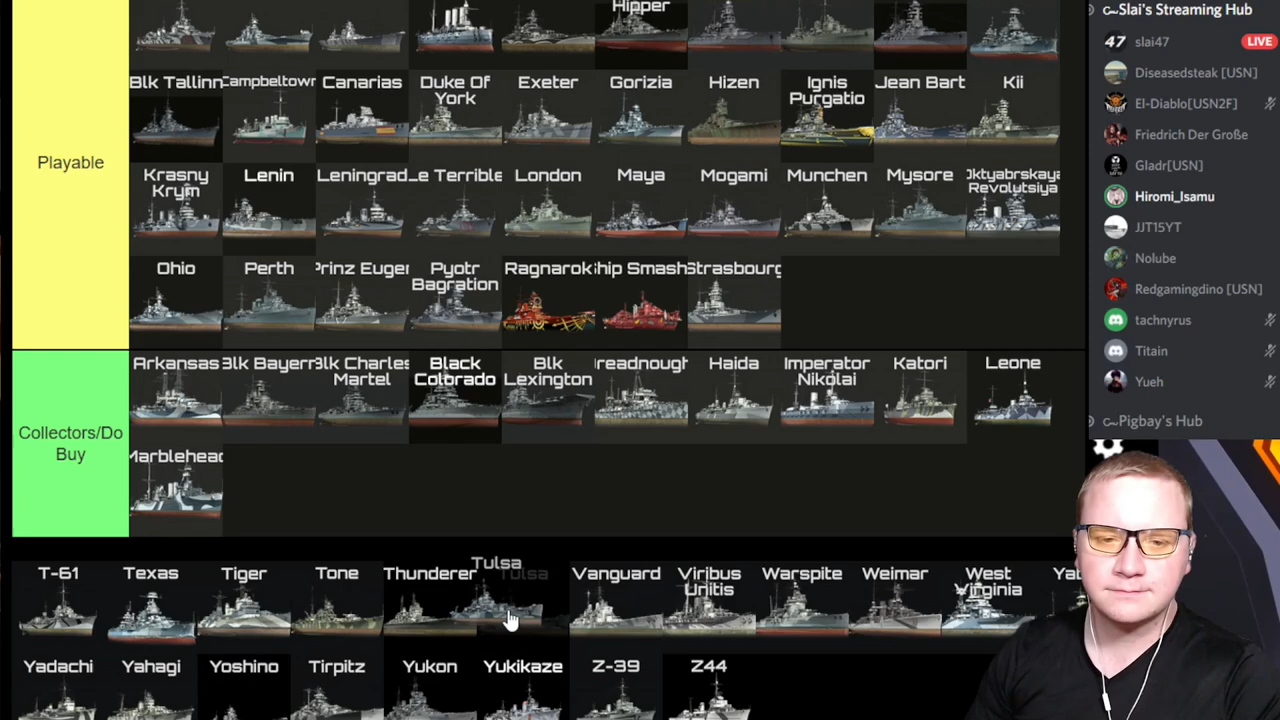 Hipper
Blk Tallinn Campbeltown Canarias Duke Of York Exeter Gorizia Hizen Ignis Purgatio Jean Bart Kii
Playable
Krasny Krym Lenin Leningrad Le Terrible London Maya Mogami Munchen Mysore Oktyabrskaya Revolutsiya
Ohio Perth Prinz Eugen Pyotr Bagration Ragnarok Ship Smash Strasbourg
Collectors/Do Buy
Arkansas Blk Bayern Blk Charles Martel Black Colorado Blk Lexington Dreadnough Haida Imperator Nikolai Katori Leone
Marblehead
T-61 Texas Tiger Tone Thunderer Tulsa Tulsa Vanguard Viribus Unitis Warspite Weimar West Virginia
Yadachi Yahagi Yoshino Tirpitz Yukon Yukikaze Z-39 Z44
Slai's Streaming Hub
47 slai47 LIVE
Diseasedsteak [USN]
El-Diablo[USN2F]
Friedrich Der Große
Gladr[USN]
Hiromi_Isamu
JJT15YT
Nolube
Redgamingdino [USN]
tachnyrus
Titain
Yueh
Pigbay's Hub